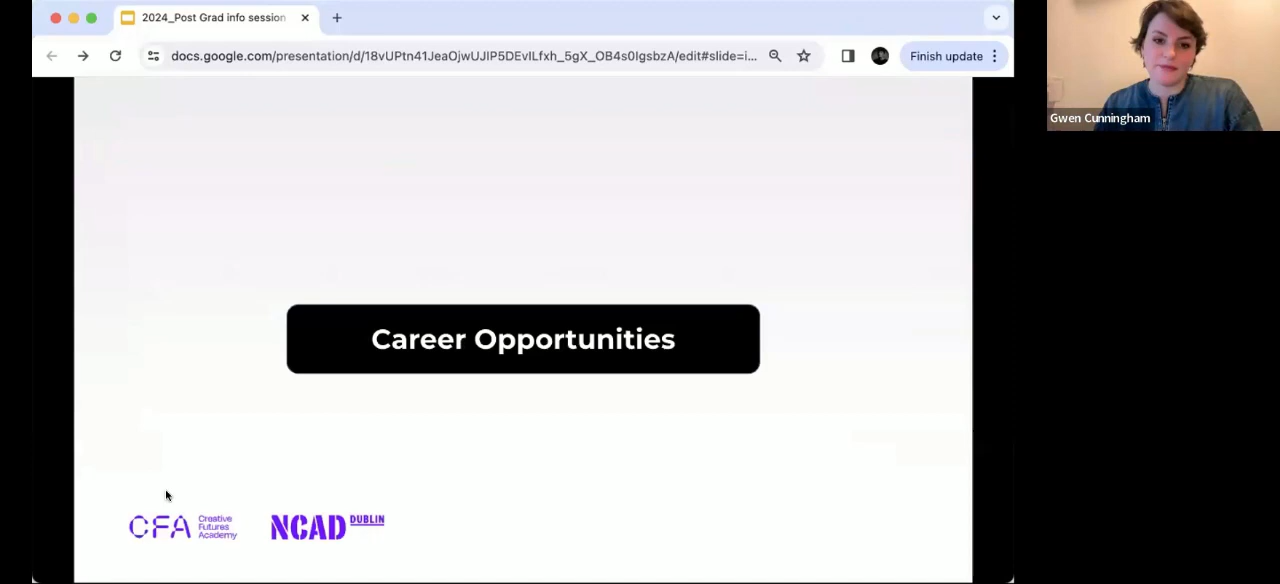 2024_Post Grad info session
docs.google.com/presentation/d/18vUPtn41JeaOjwUJIP5DEvILfxh_5gX_OB4s0IgsbzA/edit#slide=i...
Finish update
Gwen Cunningham
Career Opportunities
CFA Creative
Futures
Academy
NCAD DUBLIN